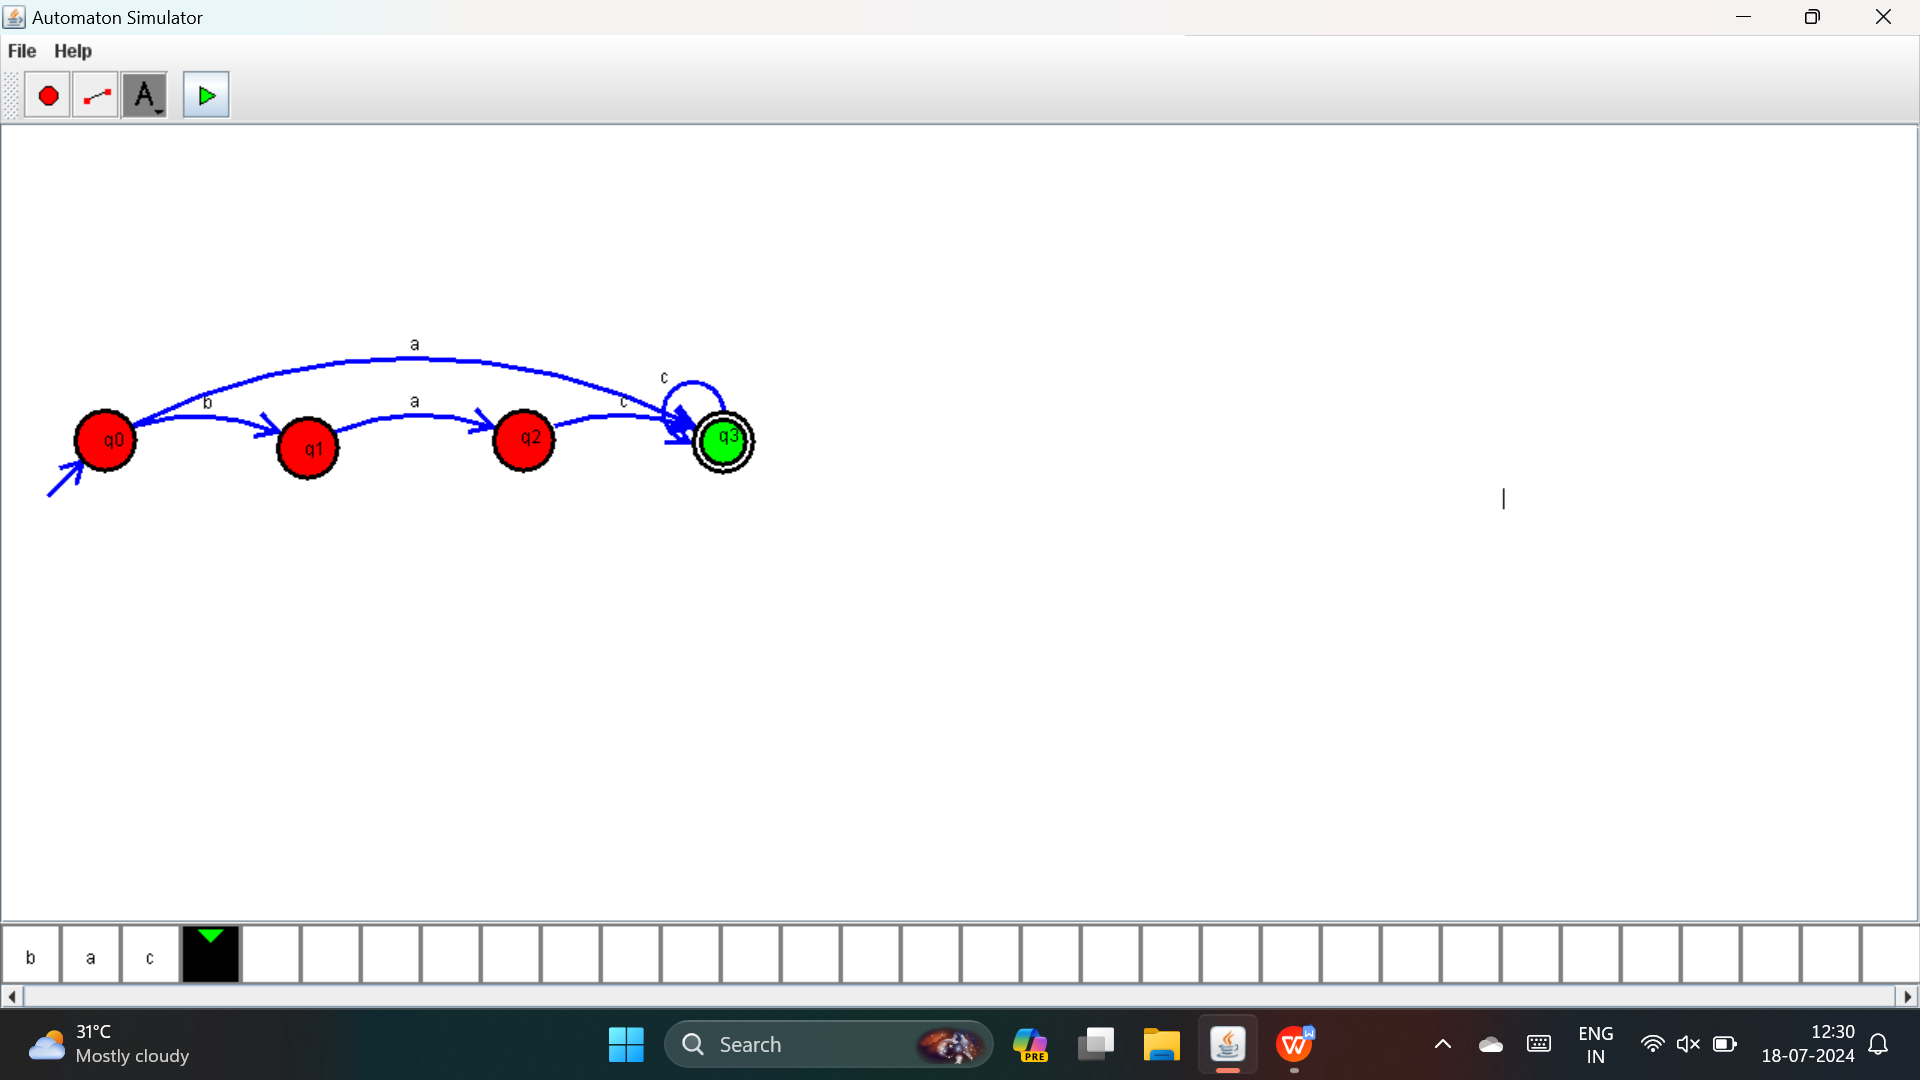 Automaton Simulator
File Help
A
a
c
b
a
c
q0
q1
q2
q3
b a c
31°C
Mostly cloudy
Search
PRE
W
W
ENG
IN
12:30
18-07-2024